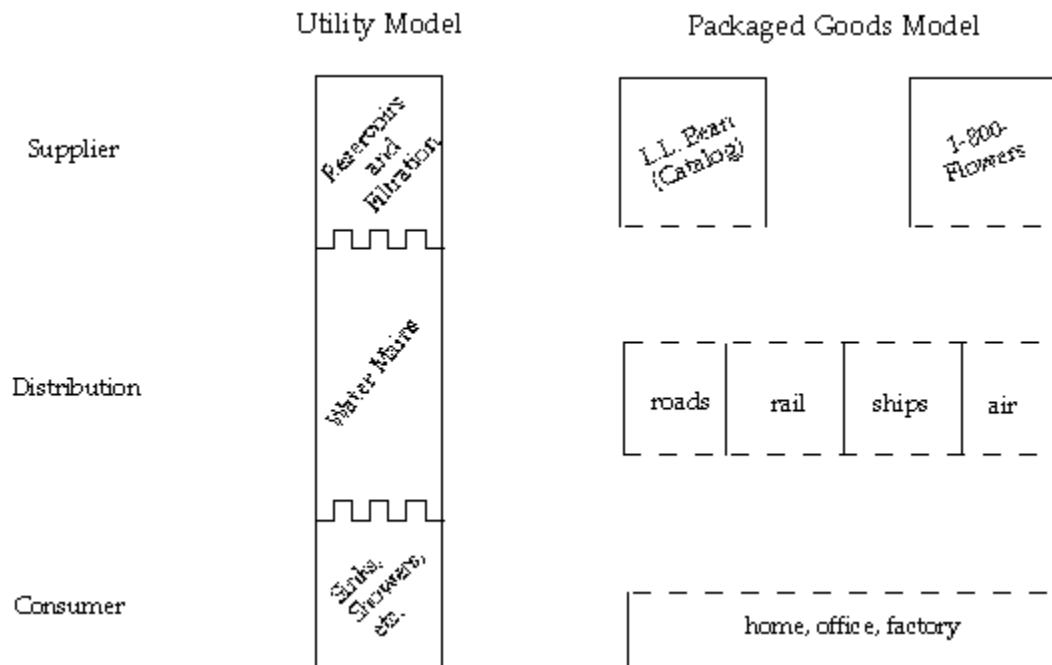 Utility Model
Packaged Goods Model
Supplier
Reservoirs
and
Filtration
L.L. Bean
(Catalog)
1-800-
Flowers
Distribution
Water Mains
roads
rail
ships
air
Consumer
Sinks,
Showers,
etc.
home, office, factory